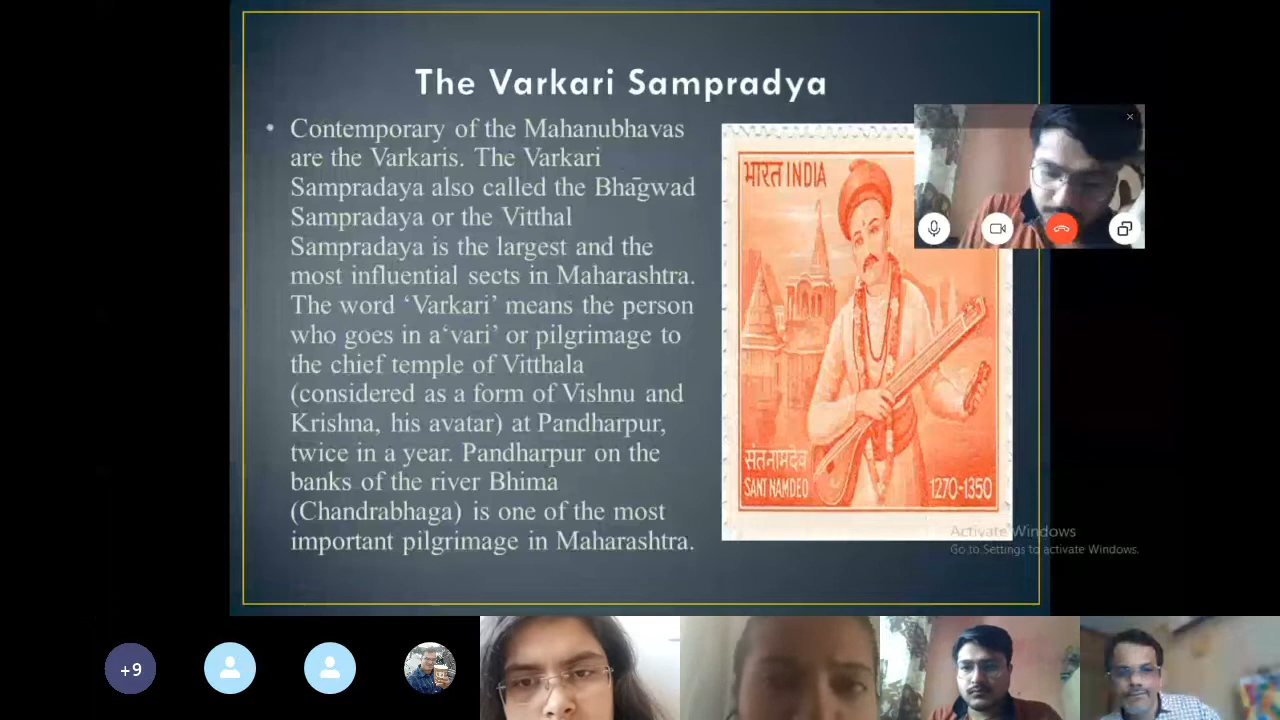 The Varkari Sampradya
• Contemporary of the Mahanubhavas
are the Varkaris. The Varkari
Sampradaya also called the Bhāgwad
Sampradaya or the Vitthal
Sampradaya is the largest and the
most influential sects in Maharashtra.
The word ‘Varkari’ means the person
who goes in a‘vari’ or pilgrimage to
the chief temple of Vitthala
(considered as a form of Vishnu and
Krishna, his avatar) at Pandharpur,
twice in a year. Pandharpur on the
banks of the river Bhima
(Chandrabhaga) is one of the most
important pilgrimage in Maharashtra.
भारत INDIA
संत नामदेव
SANT NAMDEO
1270-1350
Activate Windows
Go to Settings to activate Windows.
+9